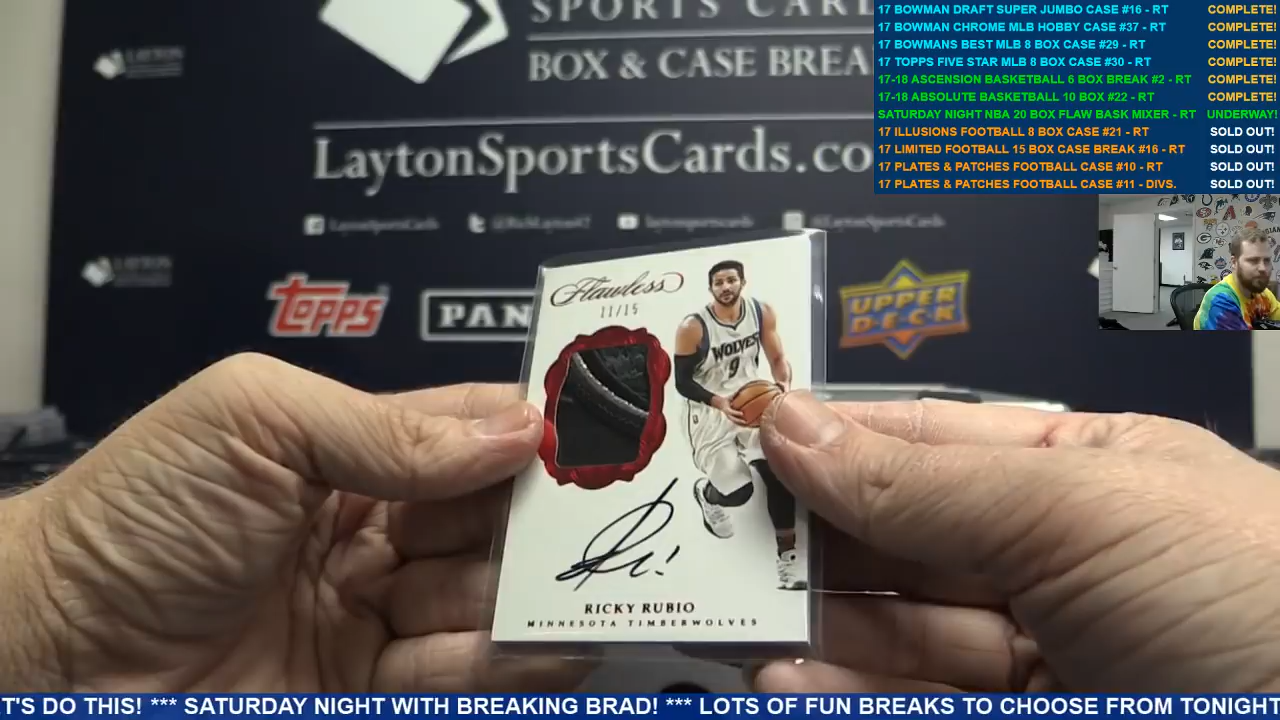 SPORTS CARD
BOX & CASE BREA
LaytonSportsCards.co
LaytonSportsCards
@RichLayton47
laytonsportscards
@LaytonSportsCards
LAYTON
LAYTON
TOPPS
PAN
UPPER
DECK
Flawless
11/15
WOLVES
9
RICKY RUBIO
MINNESOTA TIMBERWOLVES
17 BOWMAN DRAFT SUPER JUMBO CASE #16 - RT COMPLETE!
17 BOWMAN CHROME MLB HOBBY CASE #37 - RT COMPLETE!
17 BOWMANS BEST MLB 8 BOX CASE #29 - RT COMPLETE!
17 TOPPS FIVE STAR MLB 8 BOX CASE #30 - RT COMPLETE!
17-18 ASCENSION BASKETBALL 6 BOX BREAK #2 - RT COMPLETE!
17-18 ABSOLUTE BASKETBALL 10 BOX #22 - RT COMPLETE!
SATURDAY NIGHT NBA 20 BOX FLAW BASK MIXER - RT UNDERWAY!
17 ILLUSIONS FOOTBALL 8 BOX CASE #21 - RT SOLD OUT!
17 LIMITED FOOTBALL 15 BOX CASE BREAK #16 - RT SOLD OUT!
17 PLATES & PATCHES FOOTBALL CASE #10 - RT SOLD OUT!
17 PLATES & PATCHES FOOTBALL CASE #11 - DIVS. SOLD OUT!
T'S DO THIS! *** SATURDAY NIGHT WITH BREAKING BRAD! *** LOTS OF FUN BREAKS TO CHOOSE FROM TONIGHT